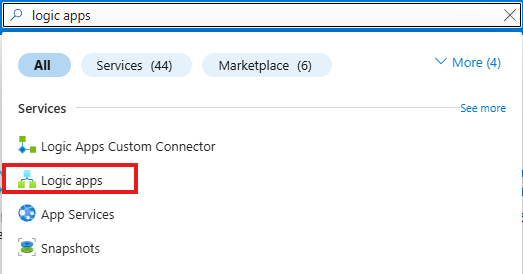 logic apps
All Services (44) Marketplace (6) More (4)
Services See more
Logic Apps Custom Connector
Logic apps
App Services
Snapshots